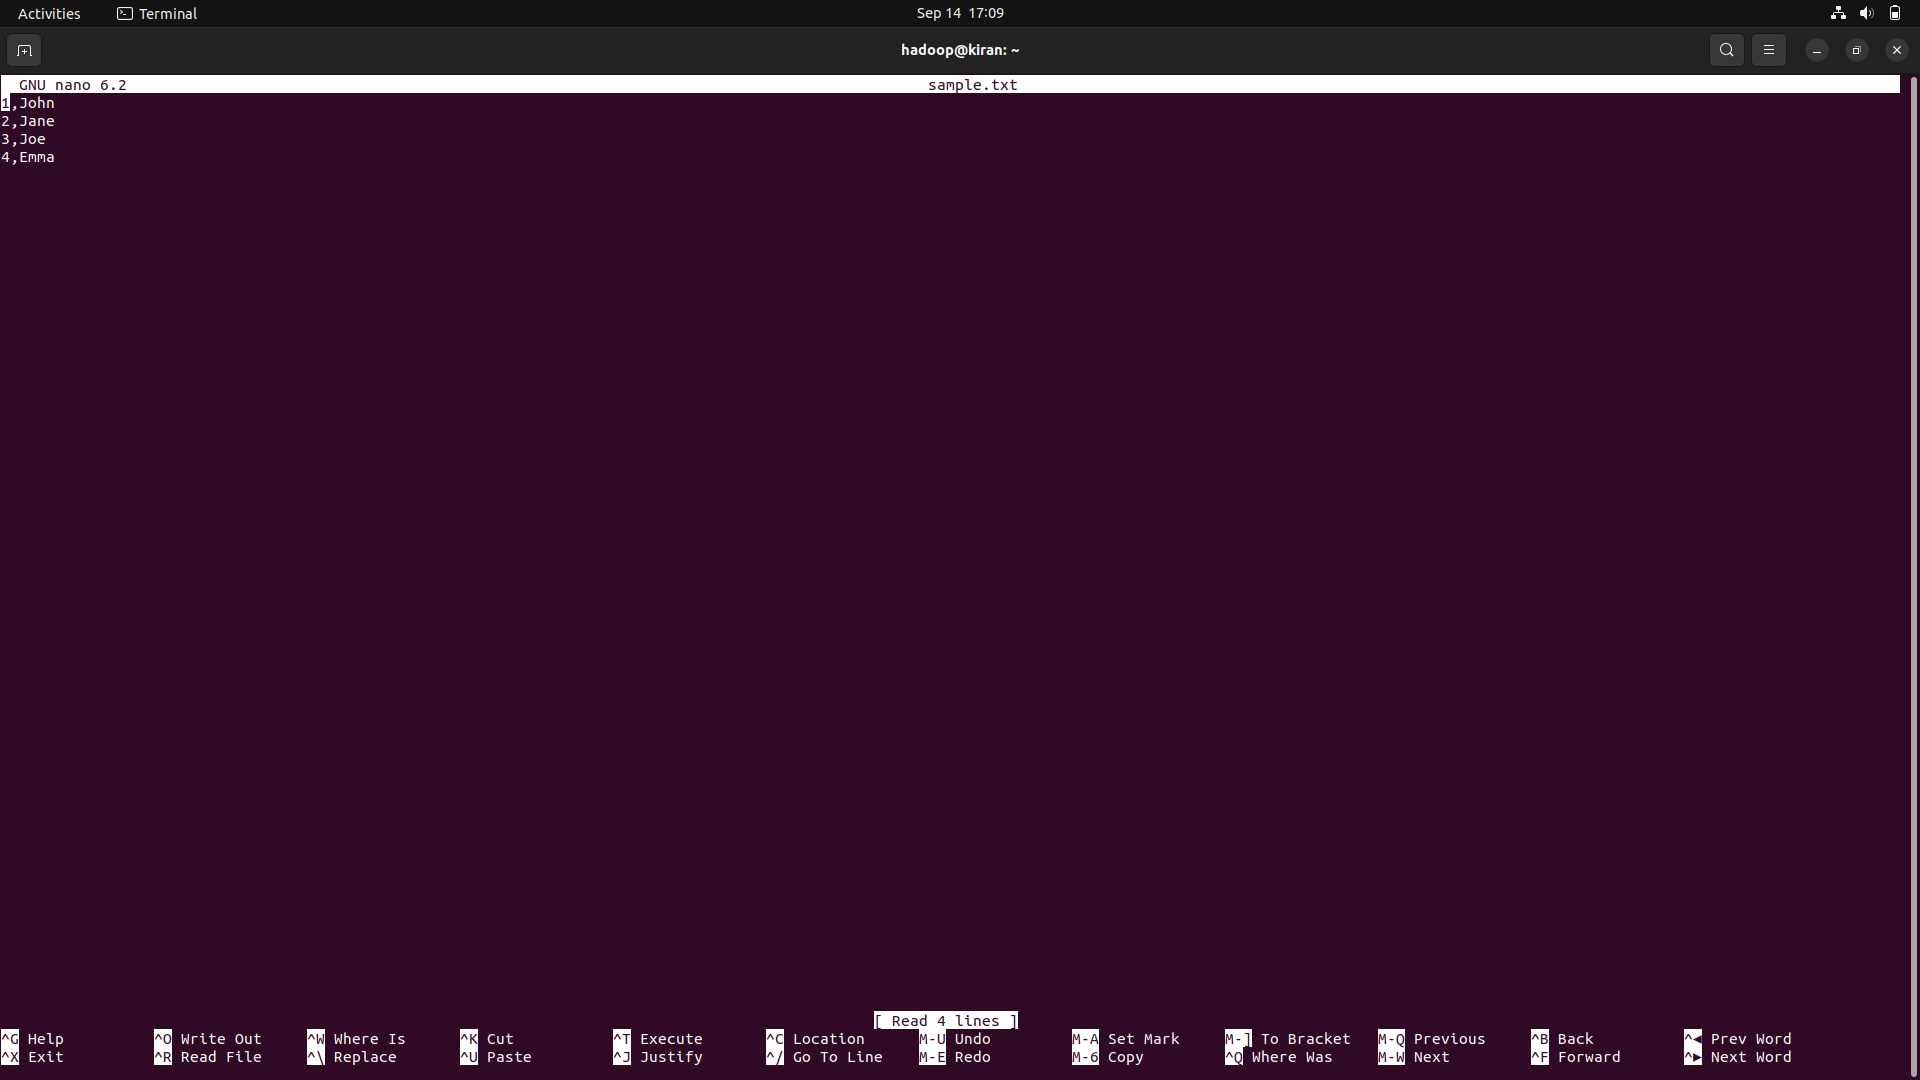 Activities Terminal Sep 14 17:09
hadoop@kiran: ~
GNU nano 6.2 sample.txt
1,John
2,Jane
3,Joe
4,Emma
[ Read 4 lines ]
^G Help ^O Write Out ^W Where Is ^K Cut ^T Execute ^C Location M-U Undo M-A Set Mark M-] To Bracket M-Q Previous ^B Back ^◀ Prev Word
^X Exit ^R Read File ^\ Replace ^U Paste ^J Justify ^/ Go To Line M-E Redo M-6 Copy ^Q Where Was M-W Next ^F Forward ^▶ Next Word